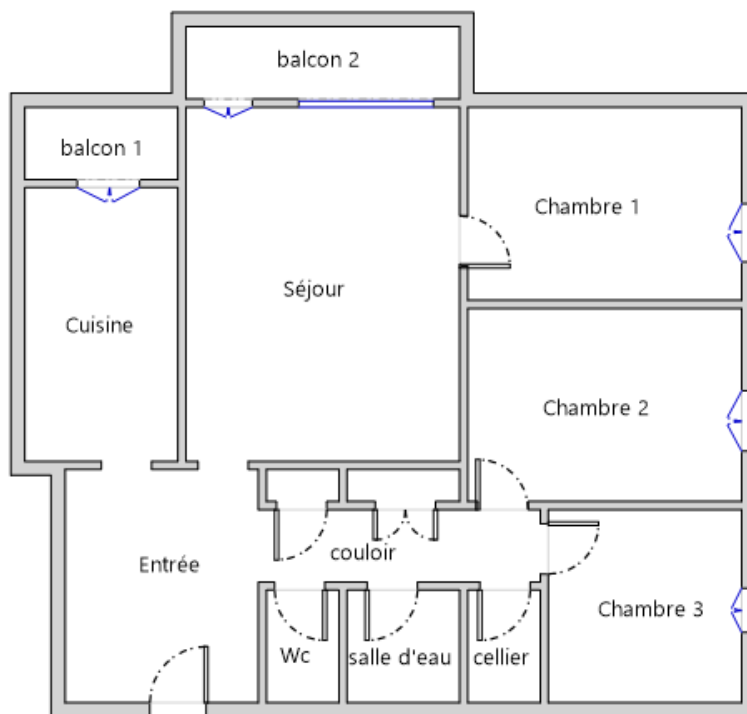 balcon 2
balcon 1
Chambre 1
Séjour
Cuisine
Chambre 2
couloir
Entrée
Chambre 3
Wc
salle d'eau
cellier